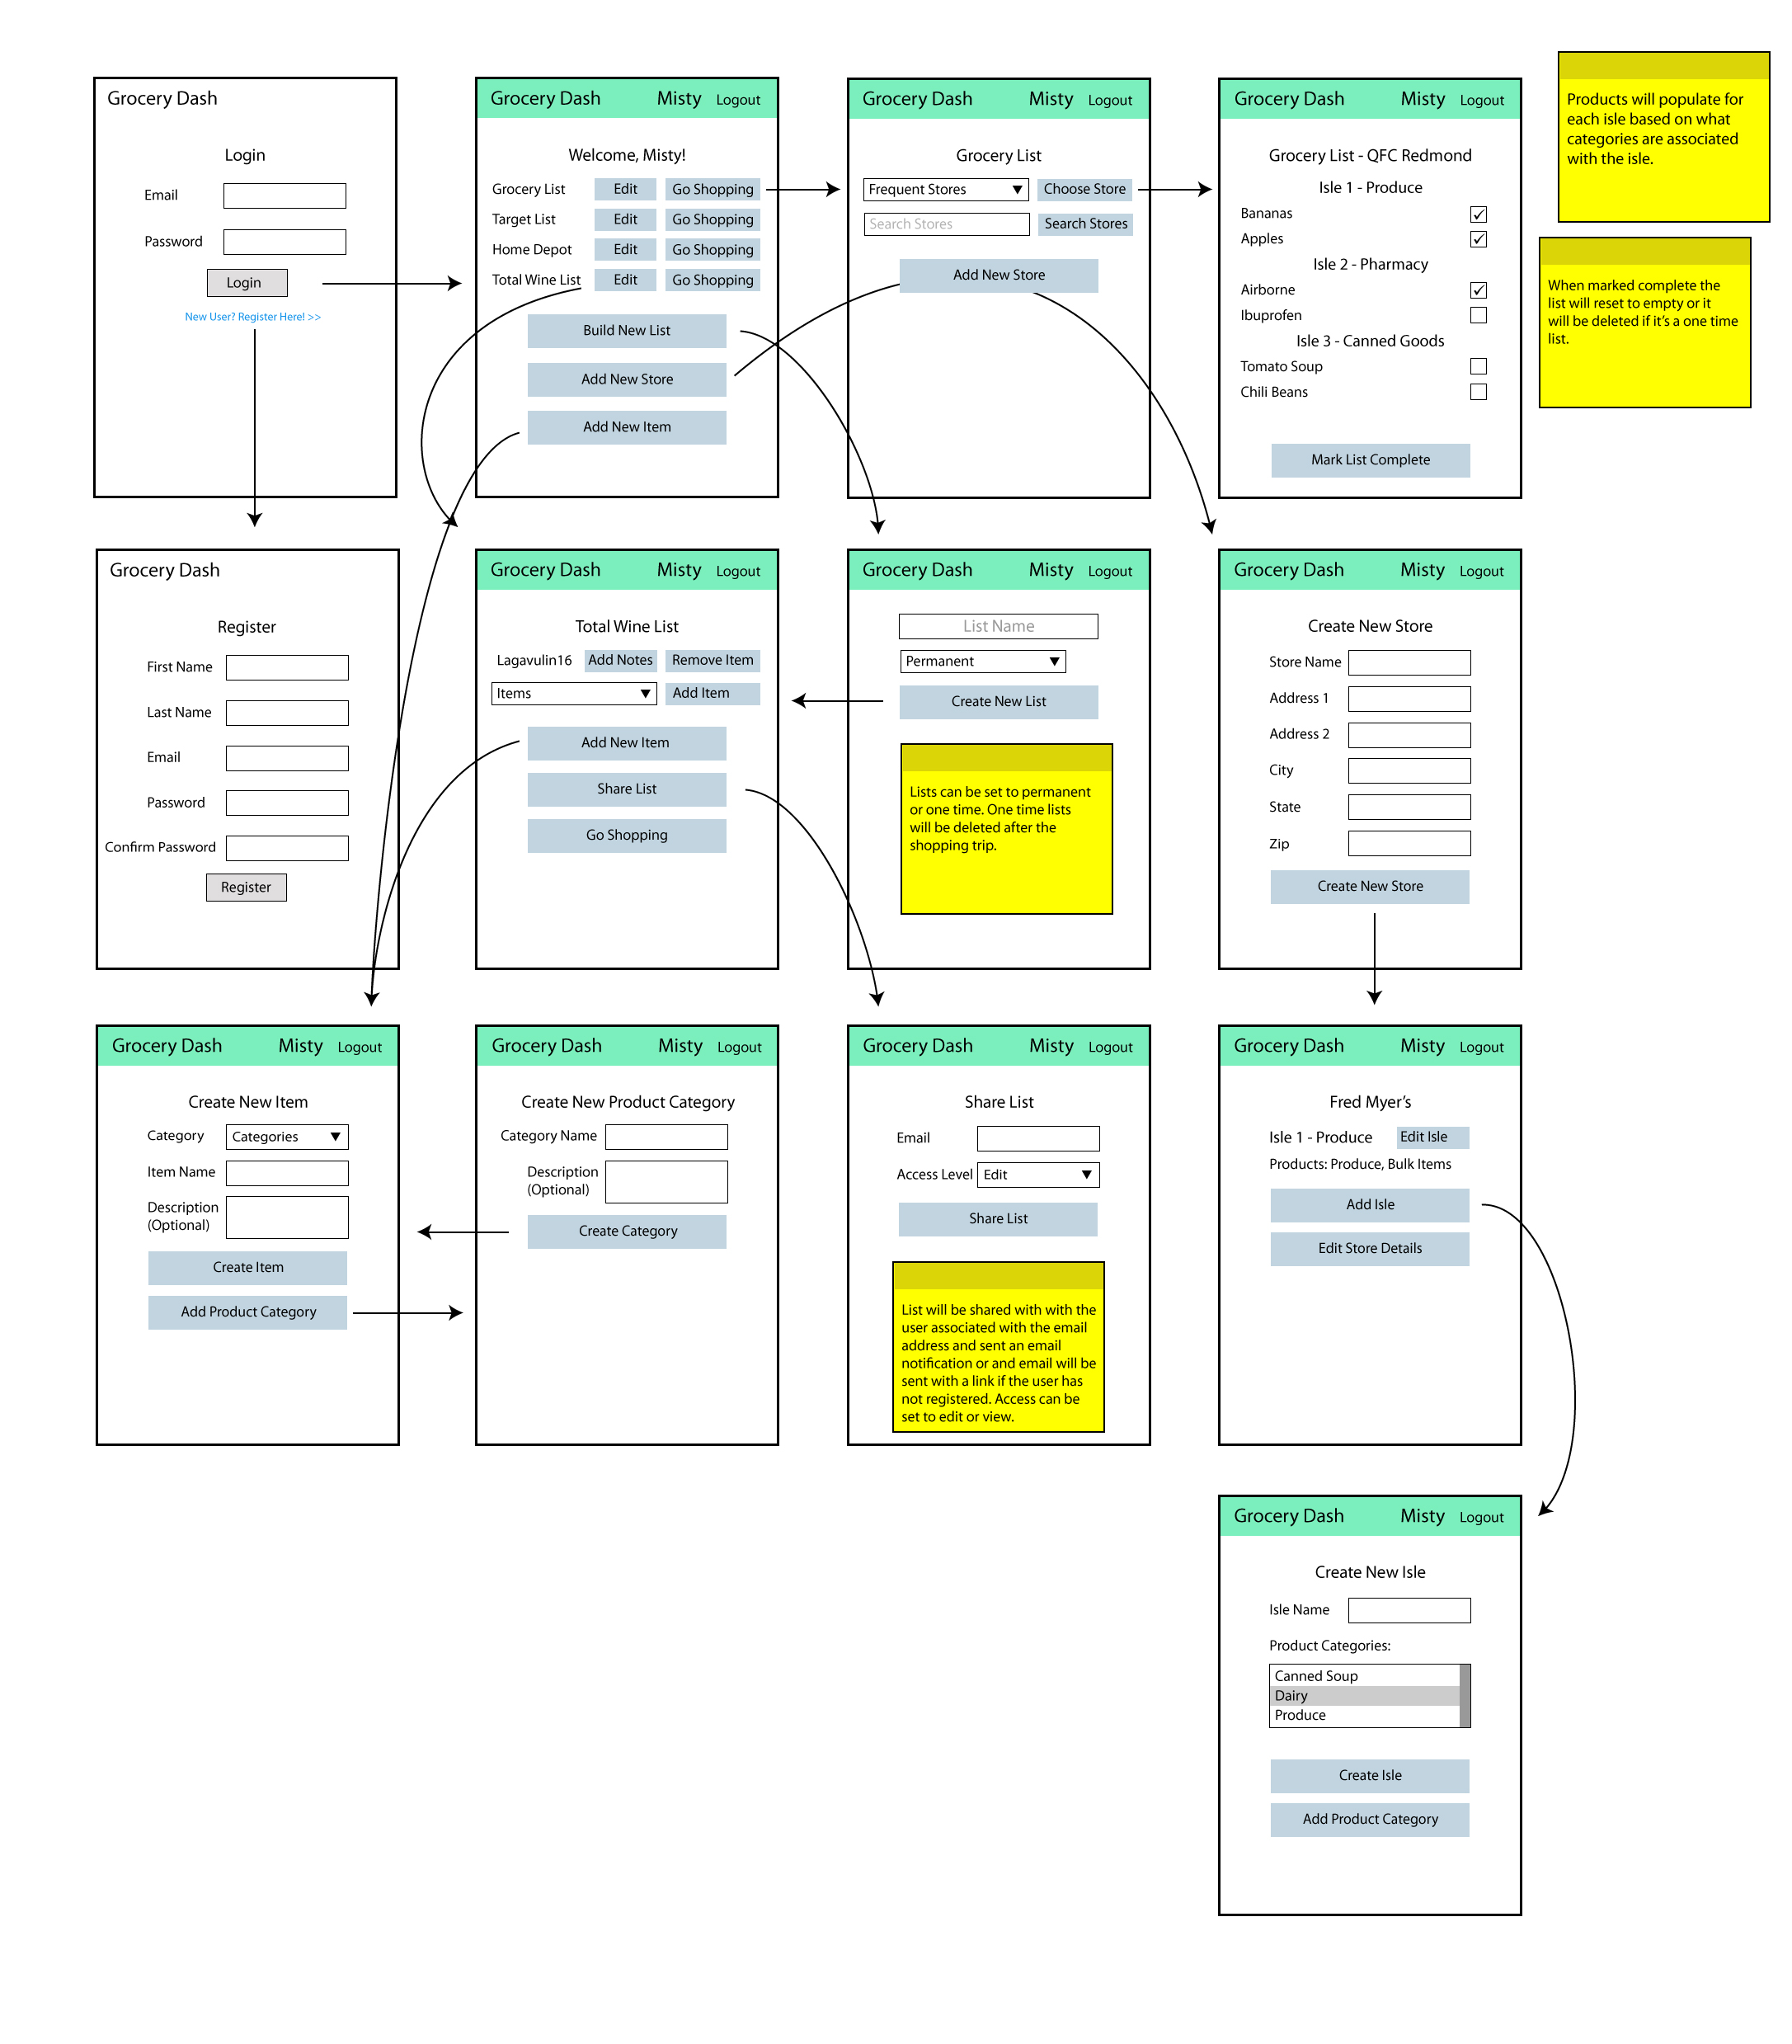 Grocery Dash
Login
Email
Password
Login
New User? Register Here! >>
Grocery Dash Misty Logout
Welcome, Misty!
Grocery List Edit Go Shopping
Target List Edit Go Shopping
Home Depot Edit Go Shopping
Total Wine List Edit Go Shopping
Build New List
Add New Store
Add New Item
Grocery Dash Misty Logout
Grocery List
Frequent Stores Choose Store
Search Stores Search Stores
Add New Store
Grocery Dash Misty Logout
Grocery List - QFC Redmond
Isle 1 - Produce
Bananas
Apples
Isle 2 - Pharmacy
Airborne
Ibuprofen
Isle 3 - Canned Goods
Tomato Soup
Chili Beans
Mark List Complete
Products will populate for
each isle based on what
categories are associated
with the isle.
When marked complete the
list will reset to empty or it
will be deleted if it's a one time
list.
Grocery Dash
Register
First Name
Last Name
Email
Password
Confirm Password
Register
Grocery Dash Misty Logout
Total Wine List
Lagavulin16 Add Notes Remove Item
Items Add Item
Add New Item
Share List
Go Shopping
Grocery Dash Misty Logout
List Name
Permanent
Create New List
Lists can be set to permanent
or one time. One time lists
will be deleted after the
shopping trip.
Grocery Dash Misty Logout
Create New Store
Store Name
Address 1
Address 2
City
State
Zip
Create New Store
Grocery Dash Misty Logout
Create New Item
Category Categories
Item Name
Description
(Optional)
Create Item
Add Product Category
Grocery Dash Misty Logout
Create New Product Category
Category Name
Description
(Optional)
Create Category
Grocery Dash Misty Logout
Share List
Email
Access Level Edit
Share List
List will be shared with with the
user associated with the email
address and sent an email
notification or and email will be
sent with a link if the user has
not registered. Access can be
set to edit or view.
Grocery Dash Misty Logout
Fred Myer's
Isle 1 - Produce Edit Isle
Products: Produce, Bulk Items
Add Isle
Edit Store Details
Grocery Dash Misty Logout
Create New Isle
Isle Name
Product Categories:
Canned Soup
Dairy
Produce
Create Isle
Add Product Category